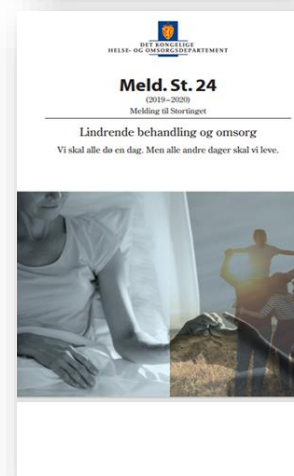 DET KONGELIGE
HELSE- OG OMSORGSDEPARTEMENT
Meld. St. 24
(2019–2020)
Melding til Stortinget
Lindrende behandling og omsorg
Vi skal alle dø en dag. Men alle andre dager skal vi leve.